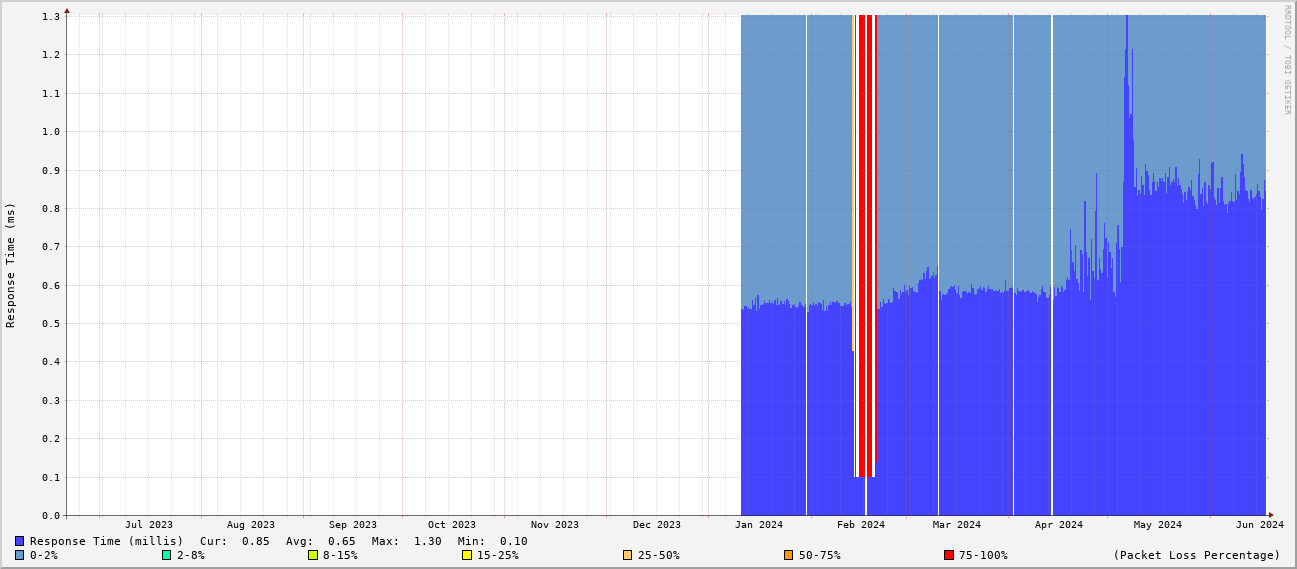 RRDTOOL / TOBI OETIKER
Response Time (ms)
1.3
1.2
1.1
1.0
0.9
0.8
0.7
0.6
0.5
0.4
0.3
0.2
0.1
0.0
Jul 2023 Aug 2023 Sep 2023 Oct 2023 Nov 2023 Dec 2023 Jan 2024 Feb 2024 Mar 2024 Apr 2024 May 2024 Jun 2024
Response Time (millis) Cur: 0.85 Avg: 0.65 Max: 1.30 Min: 0.10
0-2% 2-8% 8-15% 15-25% 25-50% 50-75% 75-100% (Packet Loss Percentage)